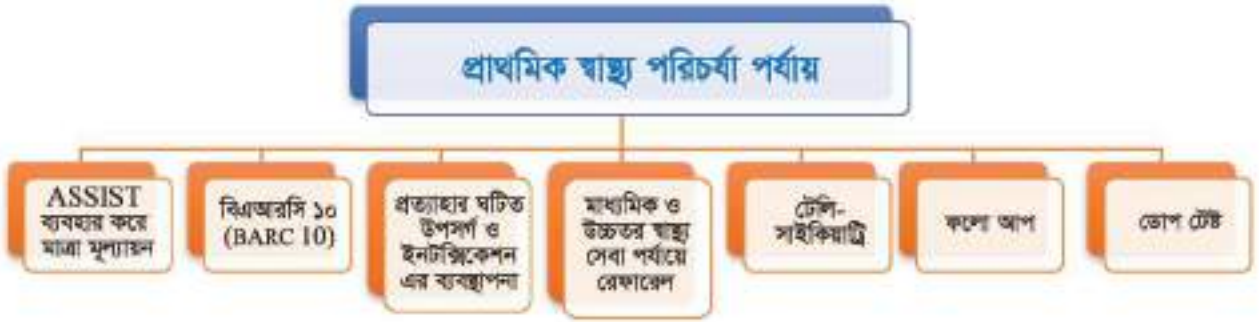 প্রাথমিক স্বাস্থ্য পরিচর্যা পর্যায়
ASSIST
ব্যবহার করে
মাত্রা মূল্যায়ন
বিএআরসি ১০
(BARC 10)
প্রত্যাহার ঘটিত
উপসর্গ ও
ইনটক্সিকেশন
এর ব্যবস্থাপনা
মাধ্যমিক ও
উচ্চতর স্বাস্থ্য
সেবা পর্যায়ে
রেফারেল
টেলি-
সাইকিয়াট্রি
ফলো আপ
ডোপ টেষ্ট